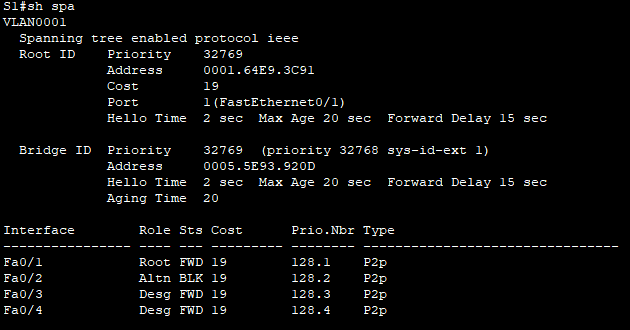 S1#sh spa
VLAN0001
  Spanning tree enabled protocol ieee
  Root ID    Priority    32769
             Address     0001.64E9.3C91
             Cost        19
             Port        1(FastEthernet0/1)
             Hello Time  2 sec  Max Age 20 sec  Forward Delay 15 sec

  Bridge ID  Priority    32769  (priority 32768 sys-id-ext 1)
             Address     0005.5E93.920D
             Hello Time  2 sec  Max Age 20 sec  Forward Delay 15 sec
             Aging Time  20

Interface        Role Sts Cost      Prio.Nbr Type
---------------- ---- --- --------- -------- --------------------------------
Fa0/1            Root FWD 19        128.1    P2p
Fa0/2            Altn BLK 19        128.2    P2p
Fa0/3            Desg FWD 19        128.3    P2p
Fa0/4            Desg FWD 19        128.4    P2p